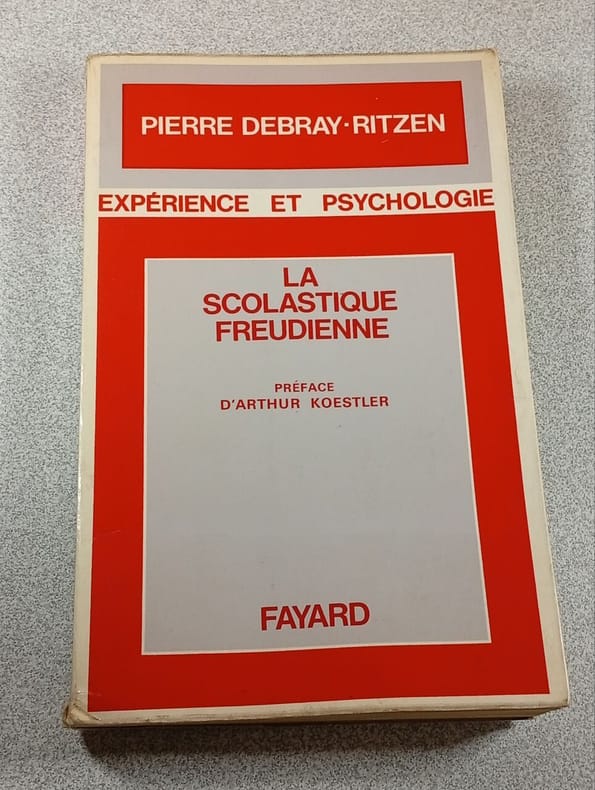 PIERRE DEBRAY-RITZEN
EXPÉRIENCE ET PSYCHOLOGIE
LA
SCOLASTIQUE
FREUDIENNE
PRÉFACE
D'ARTHUR KOESTLER
FAYARD